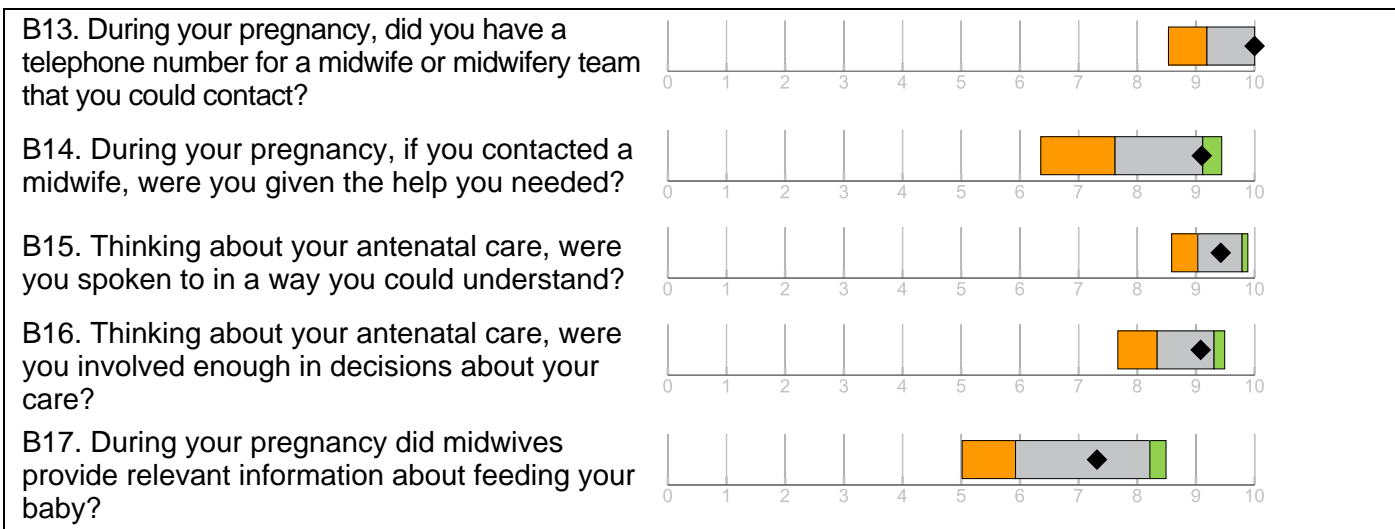 B13. During your pregnancy, did you have a
telephone number for a midwife or midwifery team
that you could contact?
0 1 2 3 4 5 6 7 8 9 10
B14. During your pregnancy, if you contacted a
midwife, were you given the help you needed?
0 1 2 3 4 5 6 7 8 9 10
B15. Thinking about your antenatal care, were
you spoken to in a way you could understand?
0 1 2 3 4 5 6 7 8 9 10
B16. Thinking about your antenatal care, were
you involved enough in decisions about your
care?
0 1 2 3 4 5 6 7 8 9 10
B17. During your pregnancy did midwives
provide relevant information about feeding your
baby?
0 1 2 3 4 5 6 7 8 9 10